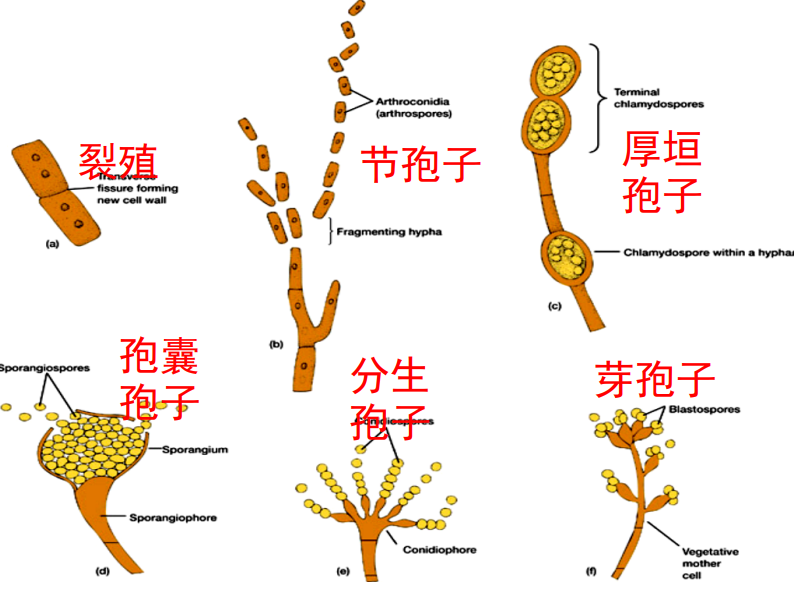 裂殖
Transverse
fissure forming
new cell wall
(a)
Arthroconidia
(arthrospores)
节孢子
Fragmenting hypha
(b)
Terminal
chlamydospores
厚垣
孢子
Chlamydospore within a hypha
(c)
孢囊
孢子
Sporangiospores
Sporangium
Sporangiophore
(d)
分生
孢子
Conidiospores
Conidiophore
(e)
芽孢子
Blastospores
Vegetative
mother
cell
(f)